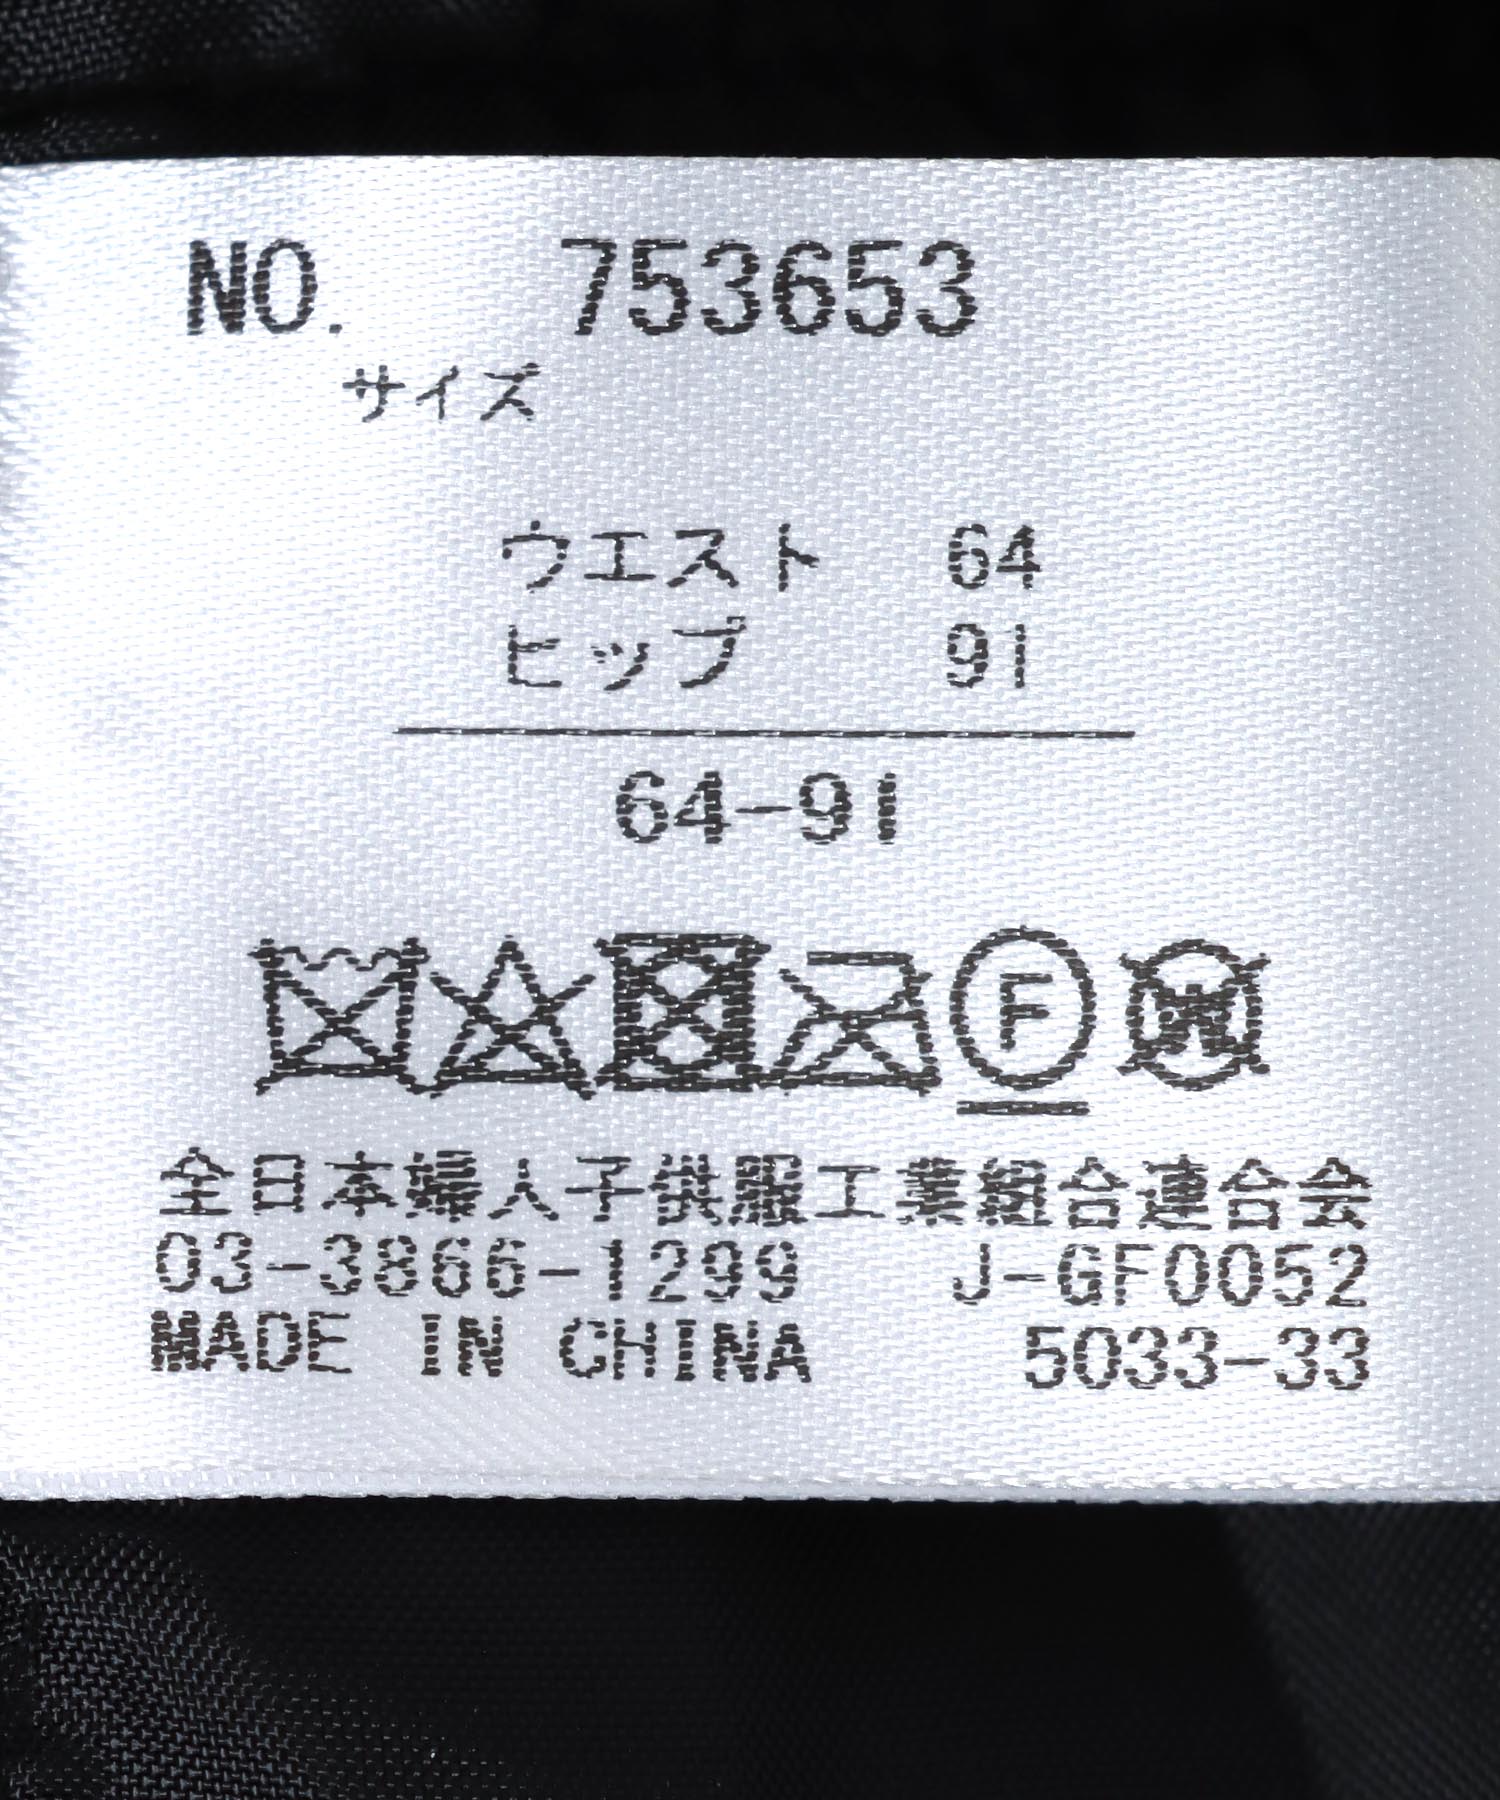 NO. 753653
サイズ
ウエスト 64
ヒップ 91
64-91
F W
全日本婦人子供服工業組合連合会
03-3866-1299 J-GF0052
MADE IN CHINA 5033-33